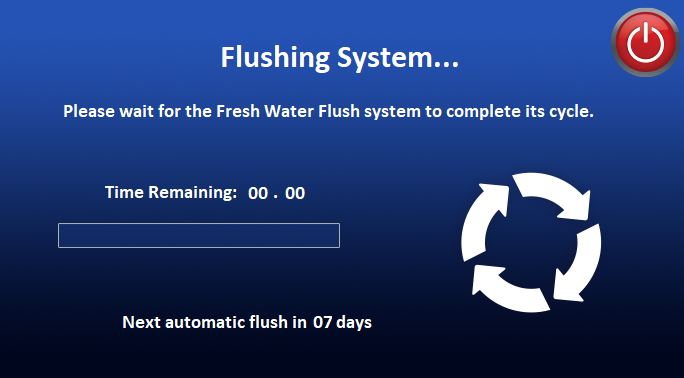 Flushing System...
Please wait for the Fresh Water Flush system to complete its cycle.
Time Remaining: 00 . 00
Next automatic flush in 07 days